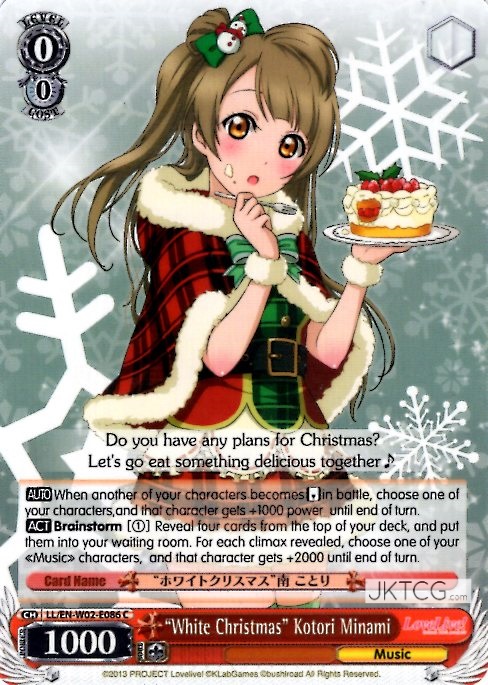 LEVEL
0
0
COST
Do you have any plans for Christmas?
Let's go eat something delicious together♪
AUTO When another of your characters becomes in battle, choose one of
your characters,and that character gets +1000 power until end of turn.
ACT Brainstorm [①] Reveal four cards from the top of your deck, and put
them into your waiting room. For each climax revealed, choose one of your
≪Music≫ characters, and that character gets +2000 until end of turn.
Card Name
"ホワイトクリスマス"南 ことり
JKTCG.com
CH LL/EN-W02-E086 C
POWER
1000
"White Christmas" Kotori Minami
LoveLive!
Music
©2013 PROJECT Lovelive! ©KLabGames ©bushiroad All Rights Reserved.